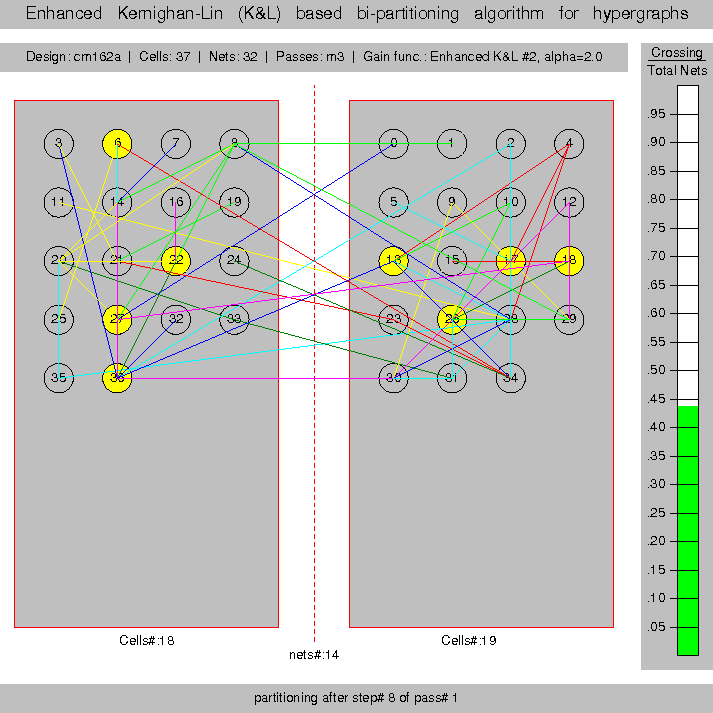 Enhanced Kernighan-Lin (K&L) based bi-partitioning algorithm for hypergraphs
Design: cm162a | Cells: 37 | Nets: 32 | Passes: m3 | Gain func.: Enhanced K&L #2, alpha=2.0
Crossing
Total Nets
3 6 7 8 0 1 2 4
11 14 16 19 5 9 10 12
20 21 22 24 13 15 17 18
25 27 32 33 23 26 28 29
35 36 30 31 34
.95
.90
.85
.80
.75
.70
.65
.60
.55
.50
.45
.40
.35
.30
.25
.20
.15
.10
.05
Cells#:18
nets#:14
Cells#:19
partitioning after step# 8 of pass# 1